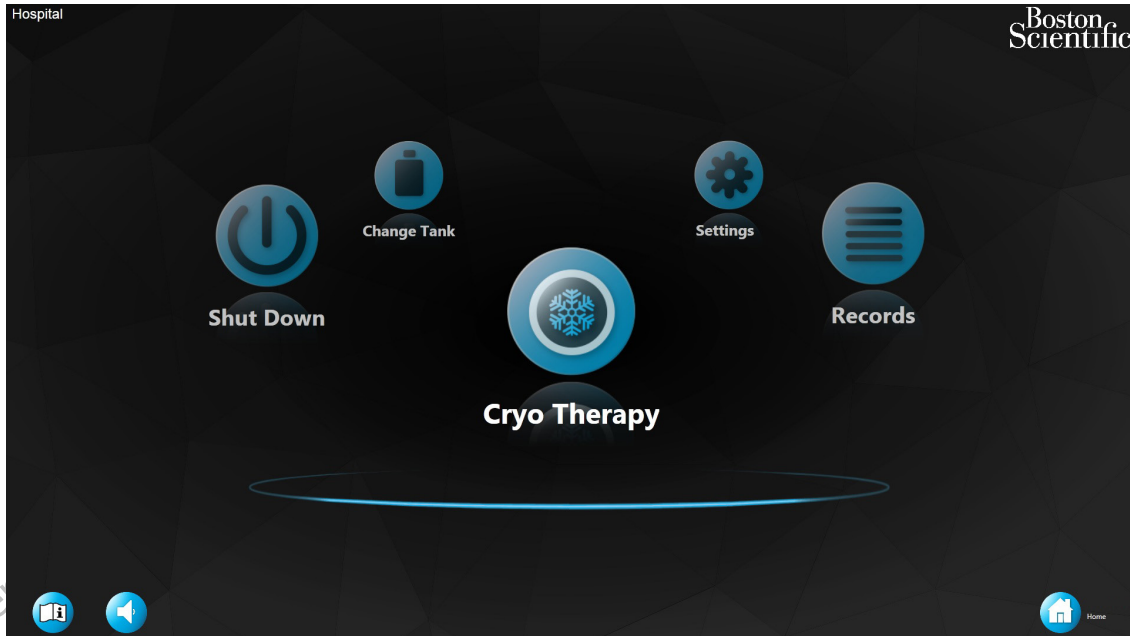 Hospital
Boston
Scientific
Change Tank
Settings
Shut Down
Records
Cryo Therapy
Home